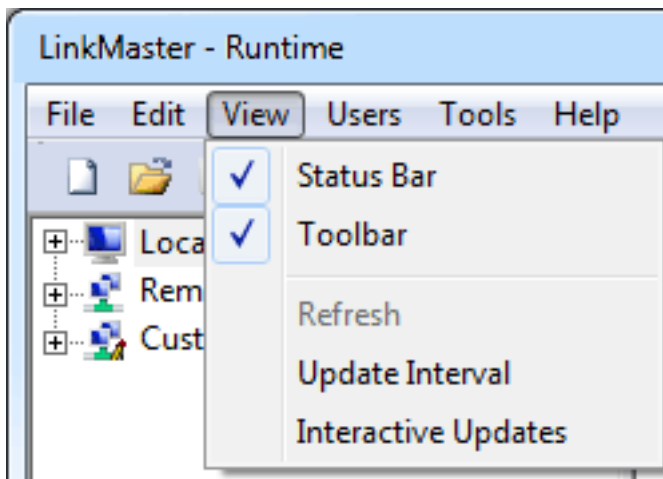 LinkMaster - Runtime
File Edit View Users Tools Help
Status Bar
Toolbar
Refresh
Update Interval
Interactive Updates